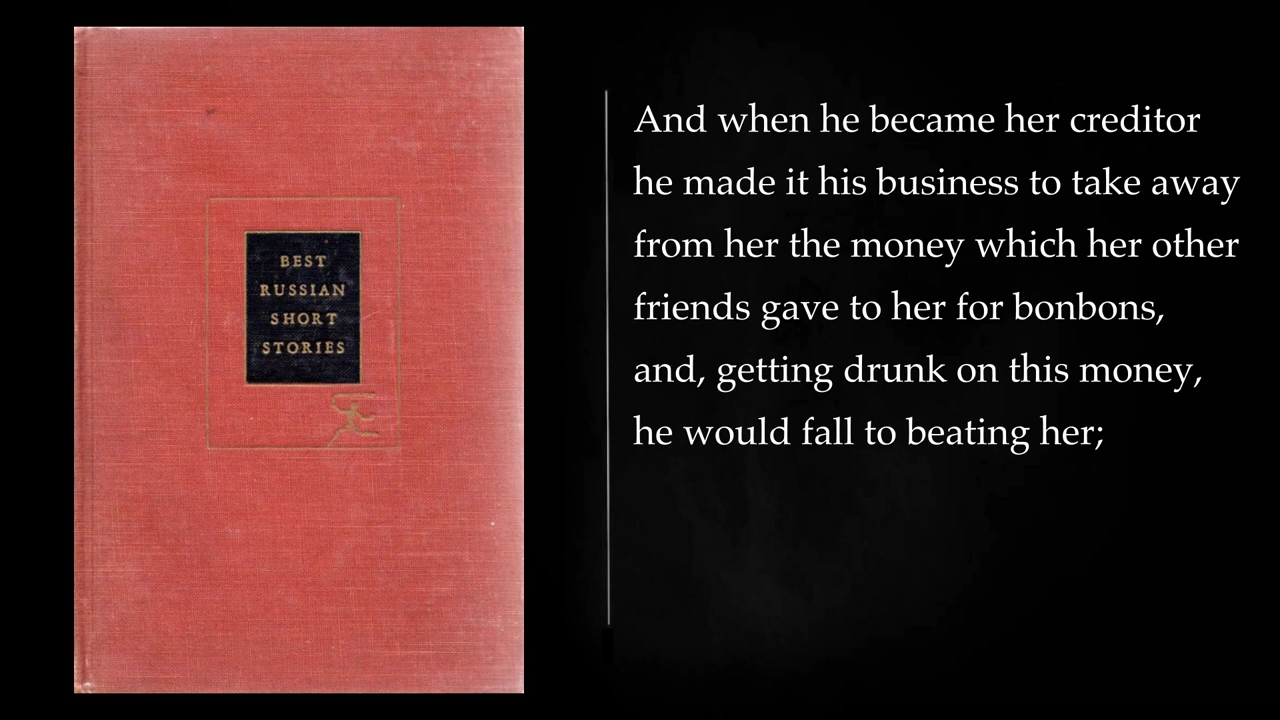 BEST
RUSSIAN
SHORT
STORIES
And when he became her creditor
he made it his business to take away
from her the money which her other
friends gave to her for bonbons,
and, getting drunk on this money,
he would fall to beating her;